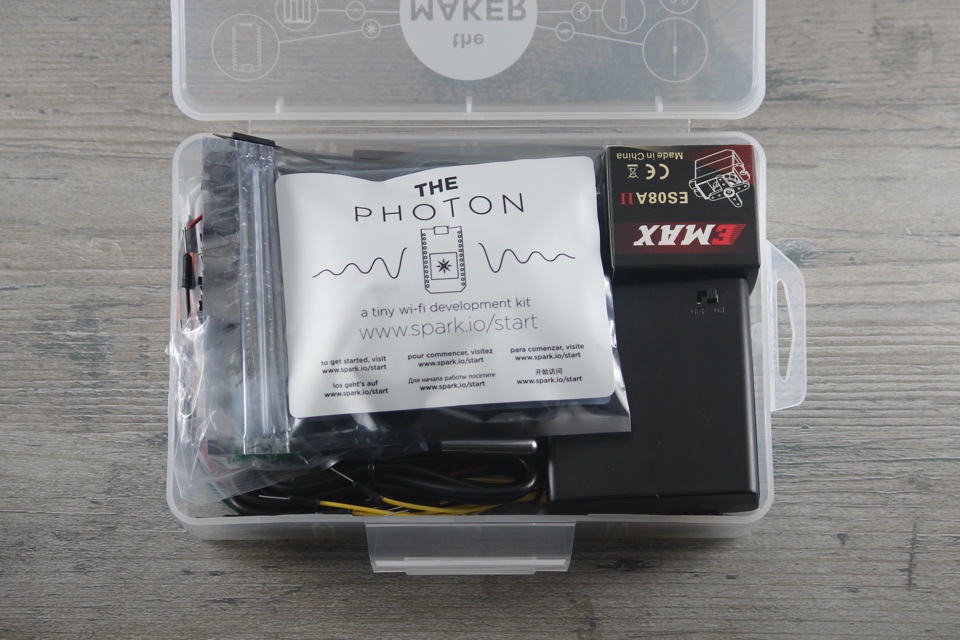 the
MAKER
THE
PHOTON
a tiny wi-fi development kit
www.spark.io/start
to get started, visit
www.spark.io/start
pour commencer, visitez
www.spark.io/start
para comenzar, visite
www.spark.io/start
los geht's auf
www.spark.io/start
Для начала работы посетите
www.spark.io/start
开始访问
www.spark.io/start
EMAX
ES08A II
CE
Made in China